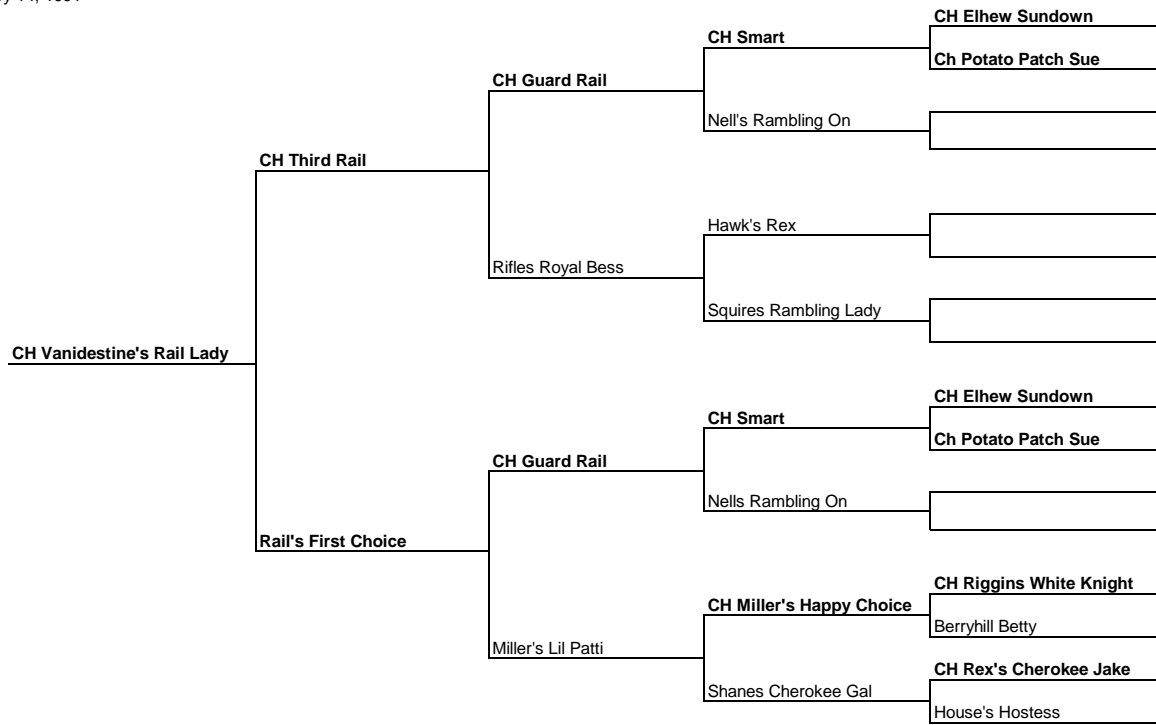 CH Elhew Sundown
CH Smart
Ch Potato Patch Sue
CH Guard Rail
Nell's Rambling On
CH Third Rail
Hawk's Rex
Rifles Royal Bess
Squires Rambling Lady
CH Vanidestine's Rail Lady
CH Elhew Sundown
CH Smart
Ch Potato Patch Sue
CH Guard Rail
Nells Rambling On
Rail's First Choice
CH Riggins White Knight
CH Miller's Happy Choice
Berryhill Betty
Miller's Lil Patti
CH Rex's Cherokee Jake
Shanes Cherokee Gal
House's Hostess